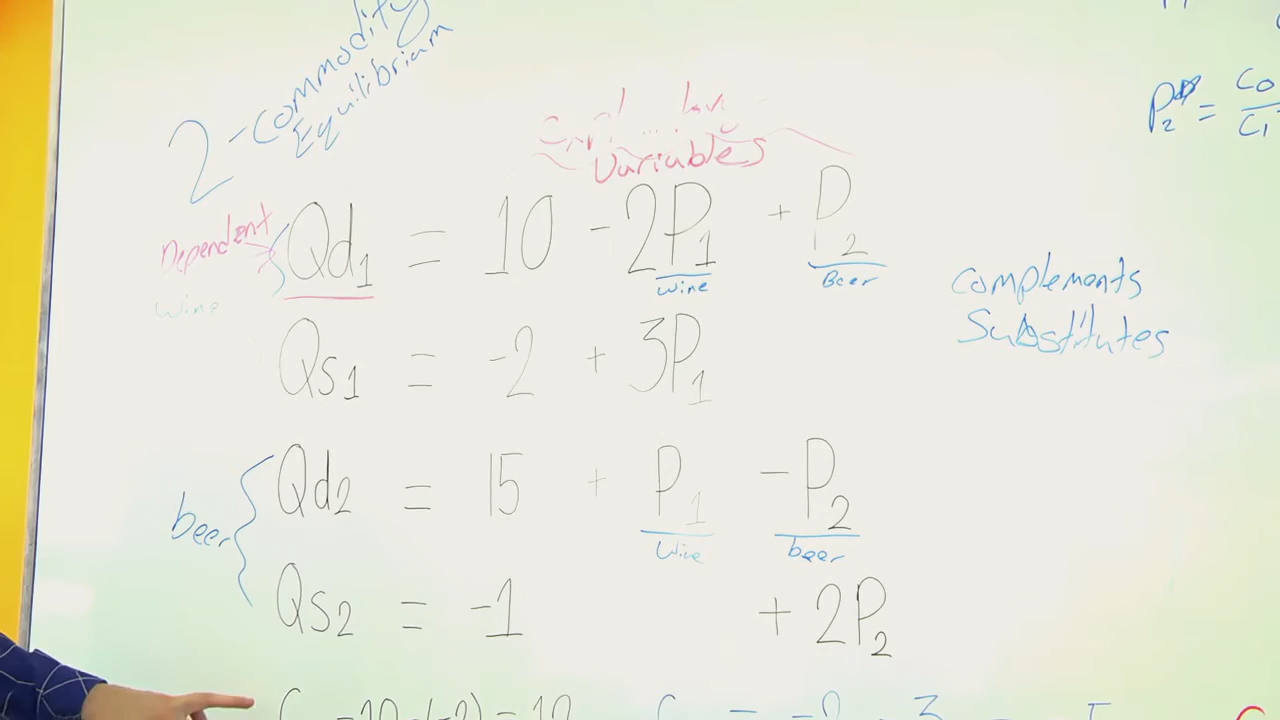 2-Commodity
Equilibrium
Variables
Dependent
Qd1 = 10 - 2P1 + P2
Wine
Wine
Beer
Qs1 = -2 + 3P1
Complements
Substitutes
beer
Qd2 = 15 + P1 - P2
Wine
beer
Qs2 = -1 + 2P2
P2 =